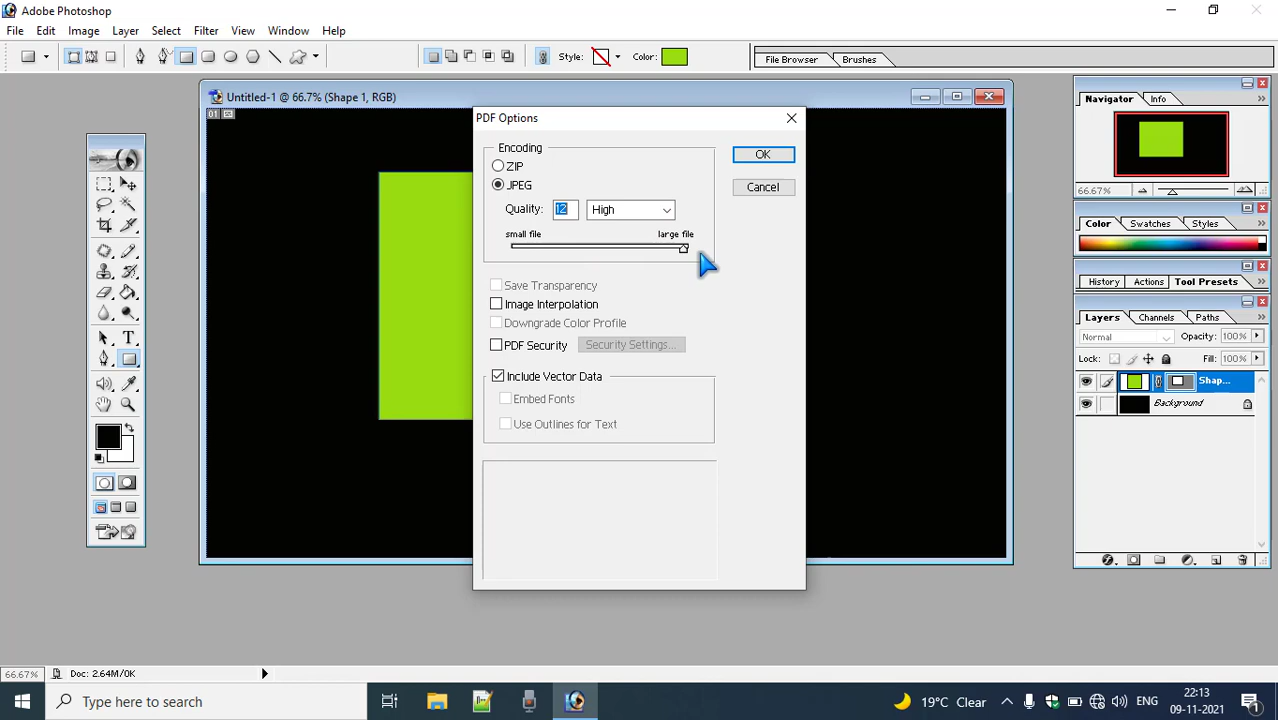 Adobe Photoshop
File Edit Image Layer Select Filter View Window Help
Style: Color: File Browser Brushes
Untitled-1 @ 66.7% (Shape 1, RGB)
01
PDF Options
Encoding
ZIP
JPEG
Quality: 12 High
small file large file
Save Transparency
Image Interpolation
Downgrade Color Profile
PDF Security Security Settings...
Include Vector Data
Embed Fonts
Use Outlines for Text
OK
Cancel
Navigator Info
66.67%
Color Swatches Styles
History Actions Tool Presets
Layers Channels Paths
Normal Opacity: 100%
Lock: Fill: 100%
Shap...
Background
66.67% Doc: 2.64M/0K
Type here to search
19°C Clear ENG
22:13
09-11-2021
1